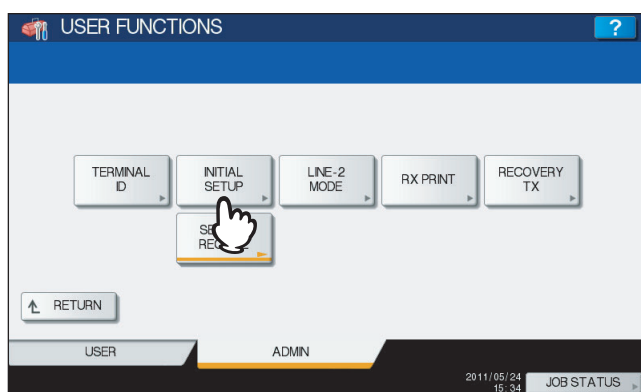 USER FUNCTIONS
?
TERMINAL
ID
INITIAL
SETUP
LINE-2
MODE
RX PRINT
RECOVERY
TX
RETURN
USER
ADMIN
2011/05/24
15:34
JOB STATUS